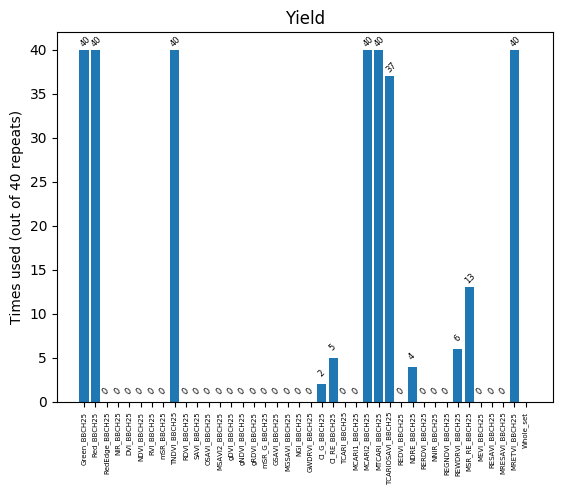 Yield
Times used (out of 40 repeats)
40
35
30
25
20
15
10
5
0
40
40
0
0
0
0
0
0
40
0
0
0
0
0
0
0
0
0
0
0
0
2
5
0
0
40
40
37
0
4
0
0
0
6
13
0
0
0
40
Green_BBCH25
Red_BBCH25
RedEdge_BBCH25
NIR_BBCH25
DVI_BBCH25
NDVI_BBCH25
RVI_BBCH25
mSR_BBCH25
TNDVI_BBCH25
RDVI_BBCH25
SAVI_BBCH25
OSAVI_BBCH25
MSAVI2_BBCH25
gDVI_BBCH25
gNDVI_BBCH25
gRDVI_BBCH25
mSR_G_BBCH25
GSAVI_BBCH25
MGSAVI_BBCH25
NGI_BBCH25
GWDRVI_BBCH25
CI_G_BBCH25
CI_RE_BBCH25
TCARI_BBCH25
MCARI1_BBCH25
MCARI2_BBCH25
MTCARI_BBCH25
TCARIOSAVI_BBCH25
REDVI_BBCH25
NDRE_BBCH25
RERDVI_BBCH25
NNIR_BBCH25
REGNDVI_BBCH25
REWDRVI_BBCH25
MSR_RE_BBCH25
MEVI_BBCH25
RESAVI_BBCH25
MRESAVI_BBCH25
MRETVI_BBCH25
Whole_set